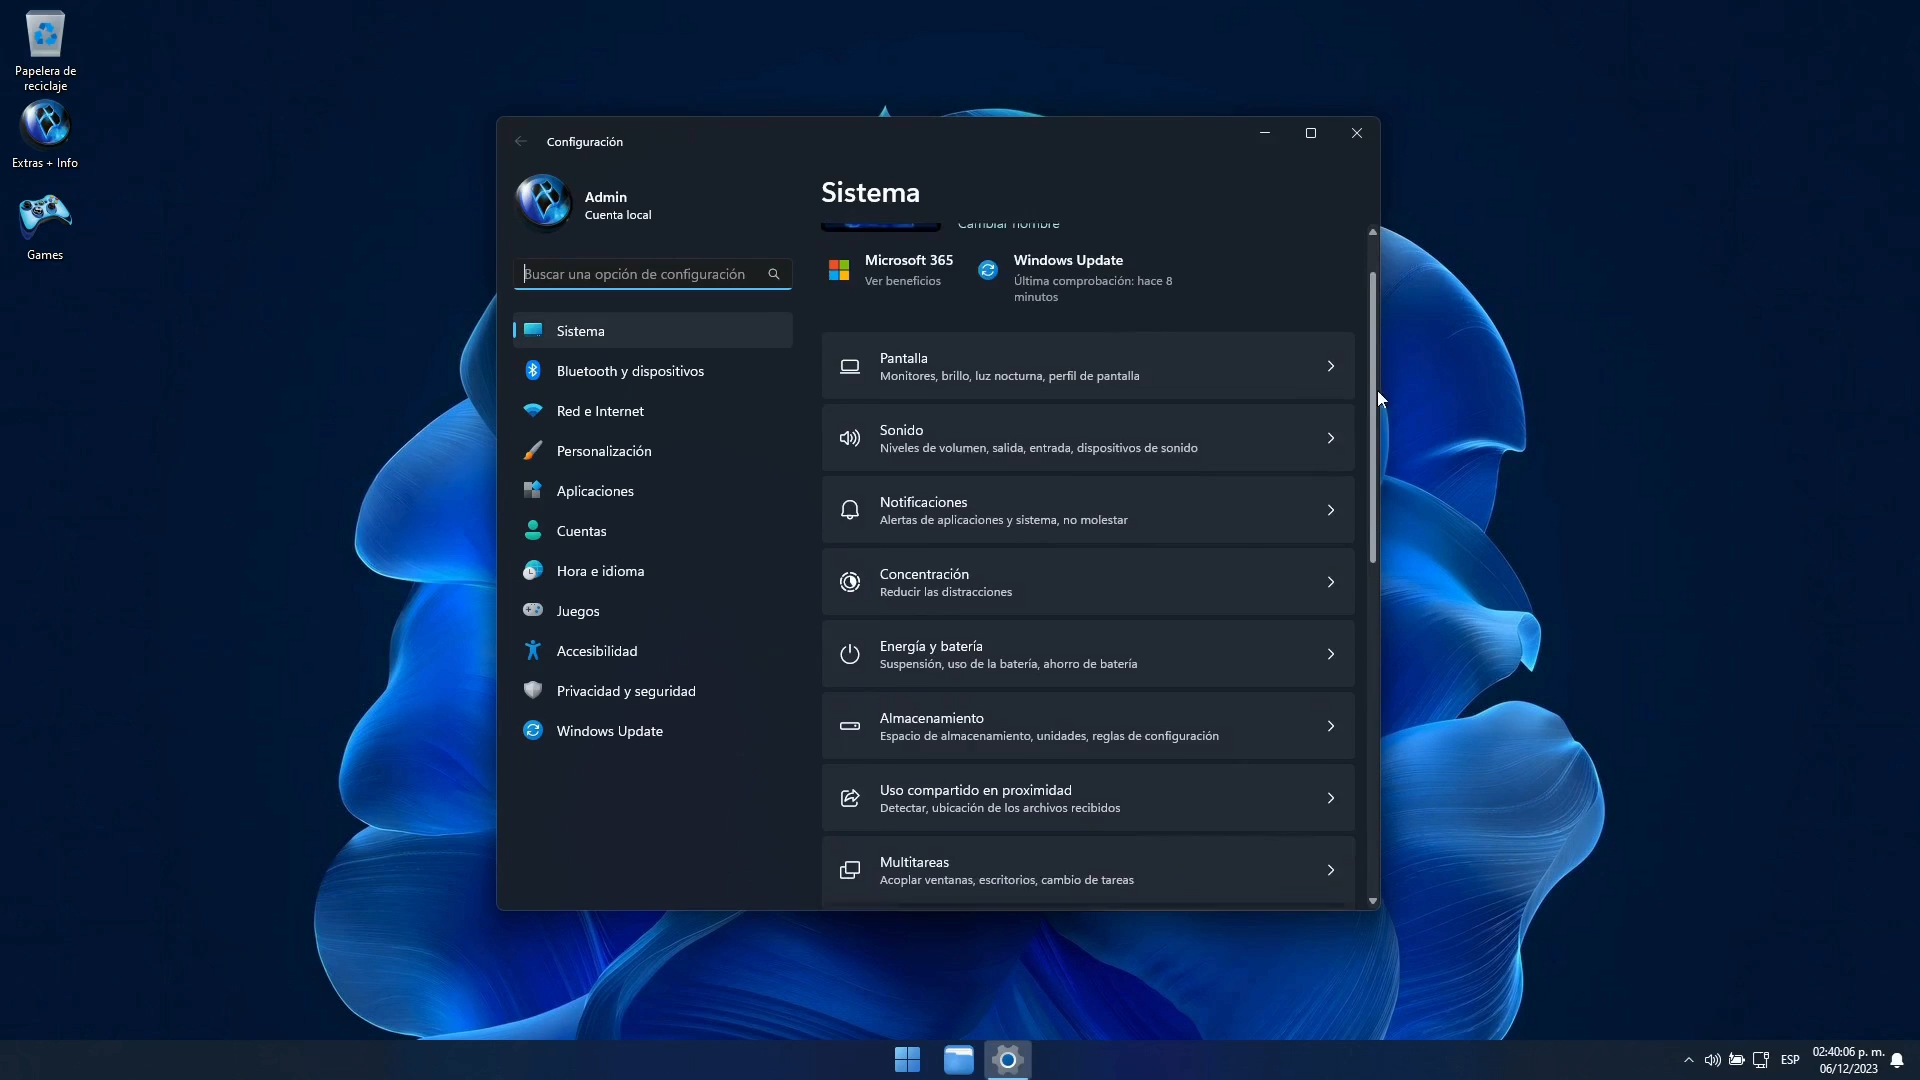 Papelera de
reciclaje
Extras + Info
Games
Configuración
Admin
Cuenta local
Buscar una opción de configuración
Sistema
Bluetooth y dispositivos
Red e Internet
Personalización
Aplicaciones
Cuentas
Hora e idioma
Juegos
Accesibilidad
Privacidad y seguridad
Windows Update
Sistema
Cambiar nombre
Microsoft 365
Ver beneficios
Windows Update
Última comprobación: hace 8
minutos
Pantalla
Monitores, brillo, luz nocturna, perfil de pantalla
Sonido
Niveles de volumen, salida, entrada, dispositivos de sonido
Notificaciones
Alertas de aplicaciones y sistema, no molestar
Concentración
Reducir las distracciones
Energía y batería
Suspensión, uso de la batería, ahorro de batería
Almacenamiento
Espacio de almacenamiento, unidades, reglas de configuración
Uso compartido en proximidad
Detectar, ubicación de los archivos recibidos
Multitareas
Acoplar ventanas, escritorios, cambio de tareas
ESP
02:40:06 p. m.
06/12/2023